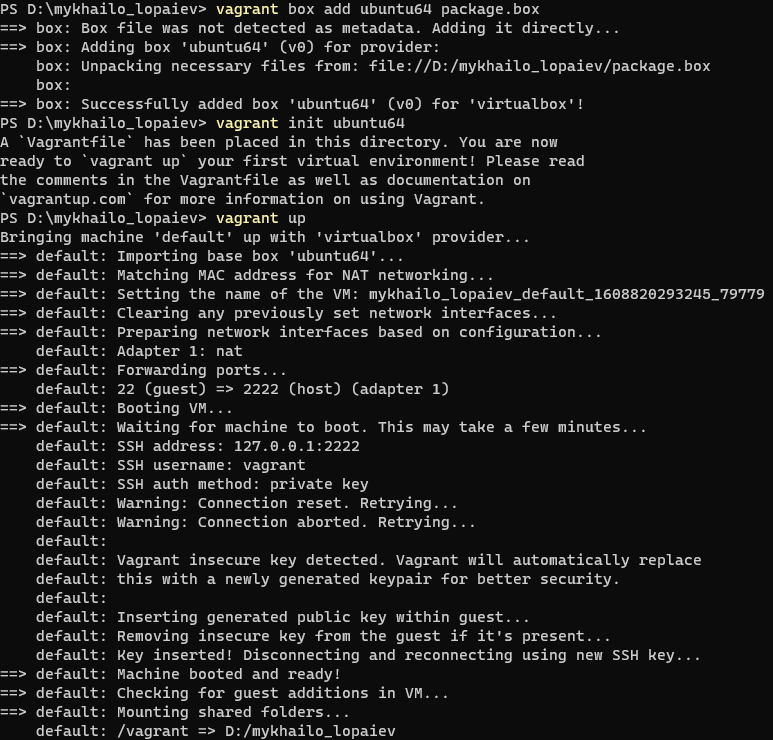 PS D:\mykhailo_lopaiev> vagrant box add ubuntu64 package.box
==> box: Box file was not detected as metadata. Adding it directly...
==> box: Adding box 'ubuntu64' (v0) for provider:
    box: Unpacking necessary files from: file://D:/mykhailo_lopaiev/package.box
    box:
==> box: Successfully added box 'ubuntu64' (v0) for 'virtualbox'!
PS D:\mykhailo_lopaiev> vagrant init ubuntu64
A `Vagrantfile` has been placed in this directory. You are now
ready to `vagrant up` your first virtual environment! Please read
the comments in the Vagrantfile as well as documentation on
`vagrantup.com` for more information on using Vagrant.
PS D:\mykhailo_lopaiev> vagrant up
Bringing machine 'default' up with 'virtualbox' provider...
==> default: Importing base box 'ubuntu64'...
==> default: Matching MAC address for NAT networking...
==> default: Setting the name of the VM: mykhailo_lopaiev_default_1608820293245_79779
==> default: Clearing any previously set network interfaces...
==> default: Preparing network interfaces based on configuration...
    default: Adapter 1: nat
==> default: Forwarding ports...
    default: 22 (guest) => 2222 (host) (adapter 1)
==> default: Booting VM...
==> default: Waiting for machine to boot. This may take a few minutes...
    default: SSH address: 127.0.0.1:2222
    default: SSH username: vagrant
    default: SSH auth method: private key
    default: Warning: Connection reset. Retrying...
    default: Warning: Connection aborted. Retrying...
    default:
    default: Vagrant insecure key detected. Vagrant will automatically replace
    default: this with a newly generated keypair for better security.
    default:
    default: Inserting generated public key within guest...
    default: Removing insecure key from the guest if it's present...
    default: Key inserted! Disconnecting and reconnecting using new SSH key...
==> default: Machine booted and ready!
==> default: Checking for guest additions in VM...
==> default: Mounting shared folders...
    default: /vagrant => D:/mykhailo_lopaiev